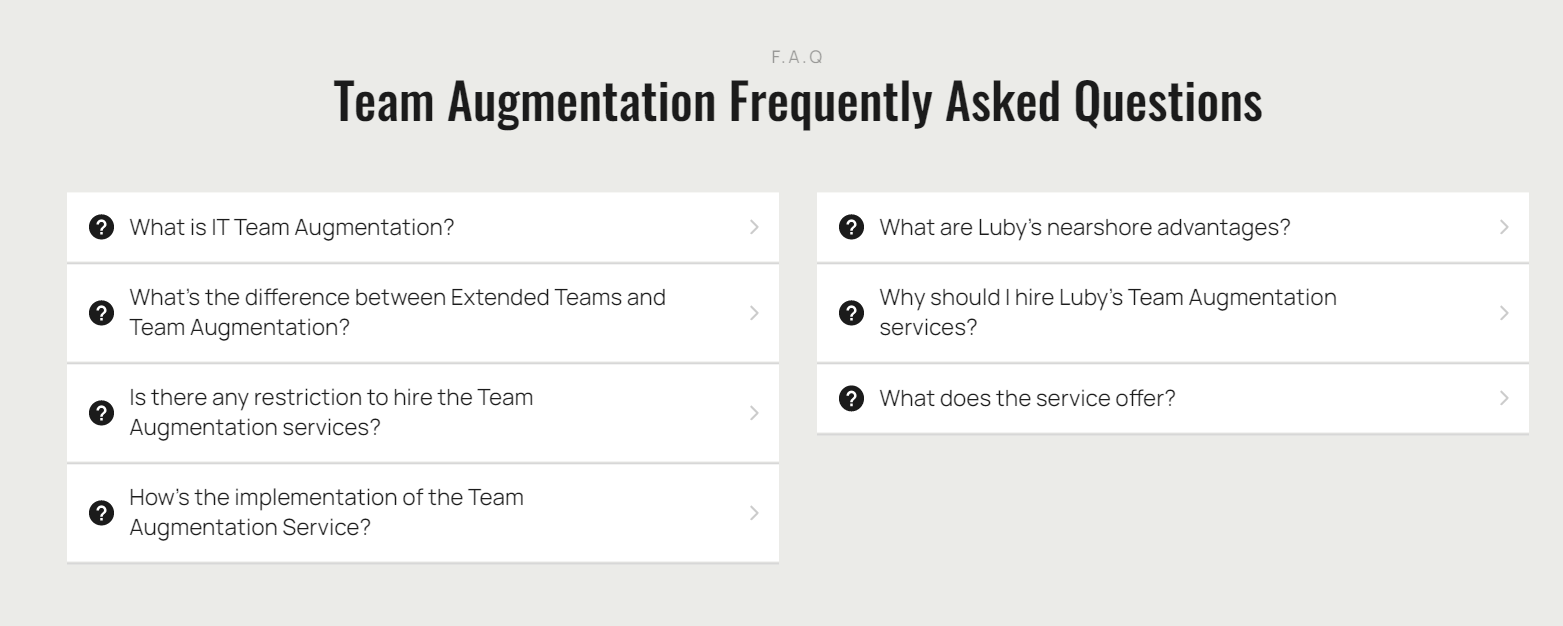 F.A.Q
Team Augmentation Frequently Asked Questions
What is IT Team Augmentation?
What's the difference between Extended Teams and
Team Augmentation?
Is there any restriction to hire the Team
Augmentation services?
How's the implementation of the Team
Augmentation Service?
What are Luby's nearshore advantages?
Why should I hire Luby's Team Augmentation
services?
What does the service offer?